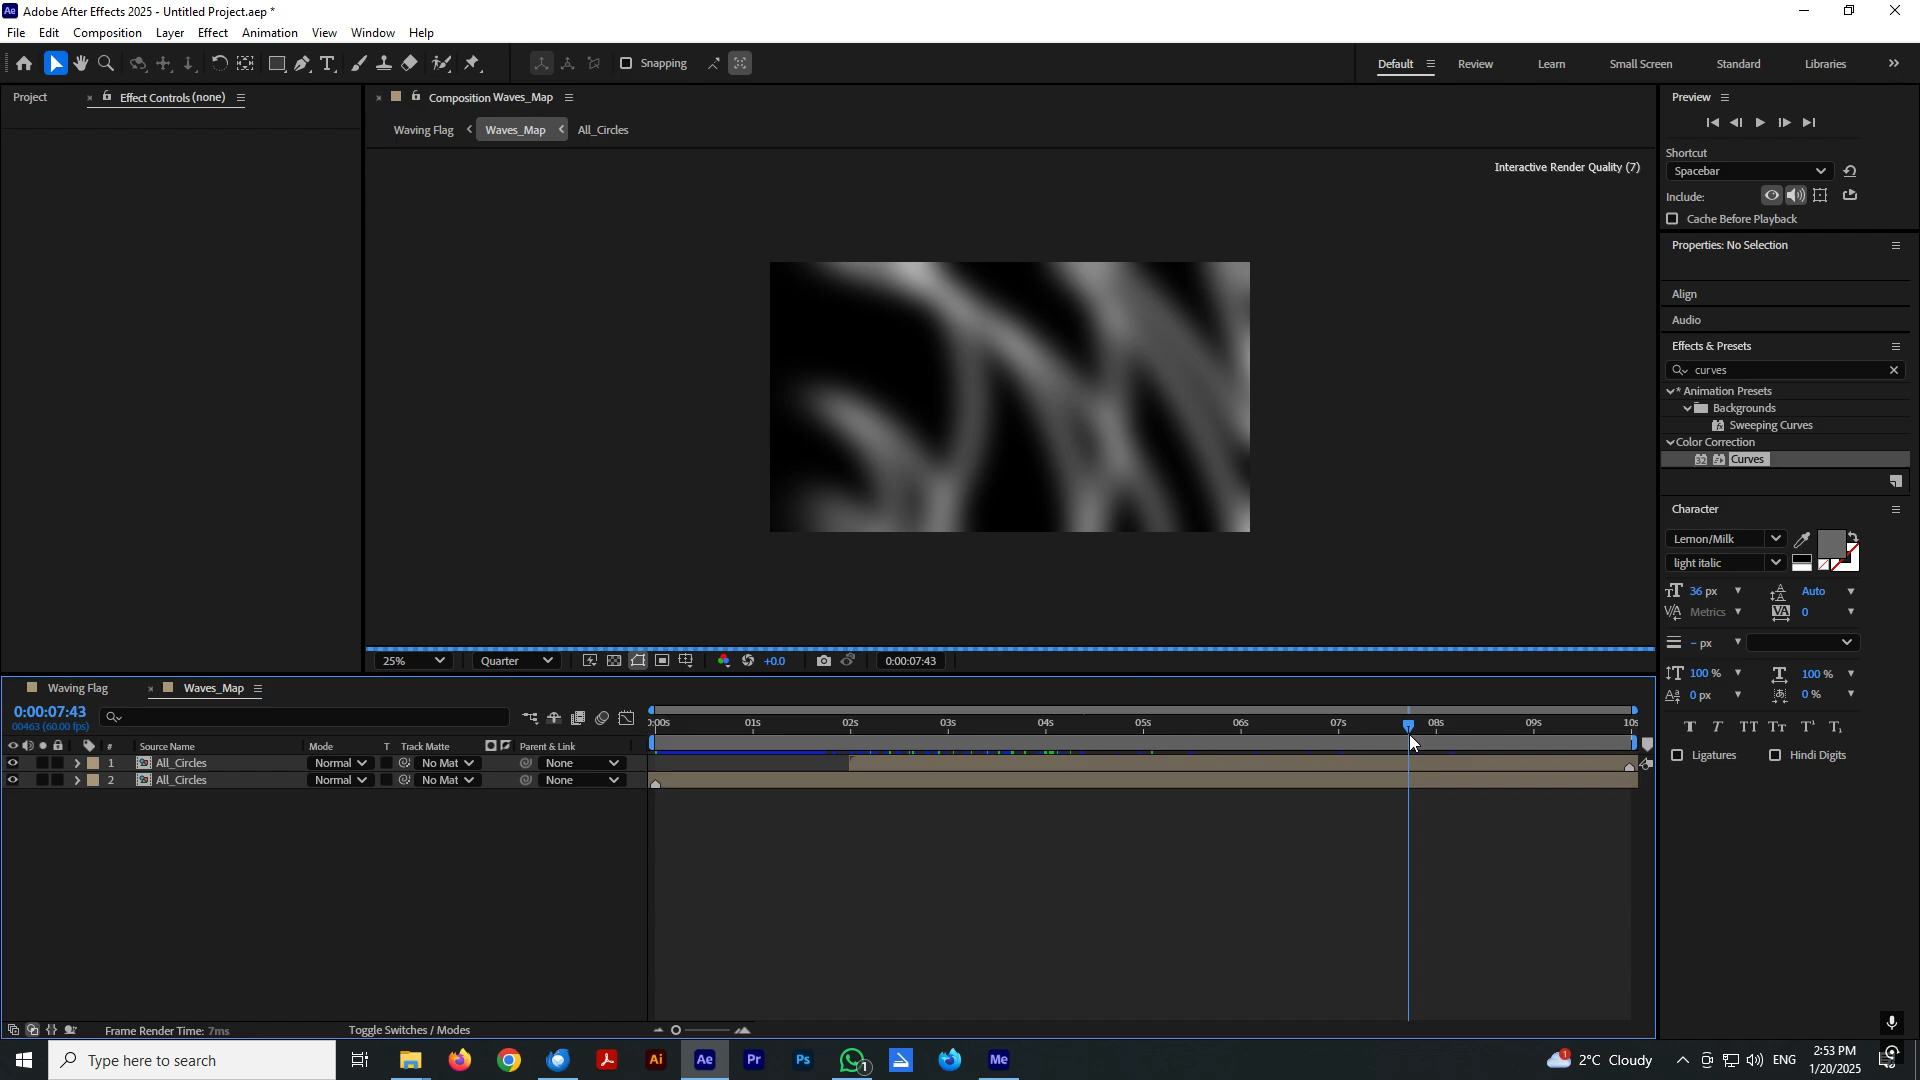 Adobe After Effects 2025 - Untitled Project.aep *
File Edit Composition Layer Effect Animation View Window Help
Snapping
Default Review Learn Small Screen Standard Libraries
Project
Effect Controls (none)
Composition Waves_Map
Waving Flag Waves_Map All_Circles
Interactive Render Quality (7)
25% Quarter +0.0 0:00:07:43
Preview
Shortcut
Spacebar
Include:
Cache Before Playback
Properties: No Selection
Align
Audio
Effects & Presets
curves
* Animation Presets
Backgrounds
Sweeping Curves
Color Correction
32
Curves
Character
Lemon/Milk
light italic
36 px Auto
Metrics 0
- px
100 % 100 %
0 px 0 %
Ligatures Hindi Digits
Waving Flag Waves_Map
0:00:07:43
00463 (60.00 fps)
:00s 01s 02s 03s 04s 05s 06s 07s 08s 09s 10s
# Source Name Mode T Track Matte Parent & Link
1 All_Circles Normal No Mat None
2 All_Circles Normal No Mat None
Frame Render Time: 7ms
Toggle Switches / Modes
Type here to search
Ae Pr Ps Me
1
2°C Cloudy
ENG
2:53 PM
1/20/2025